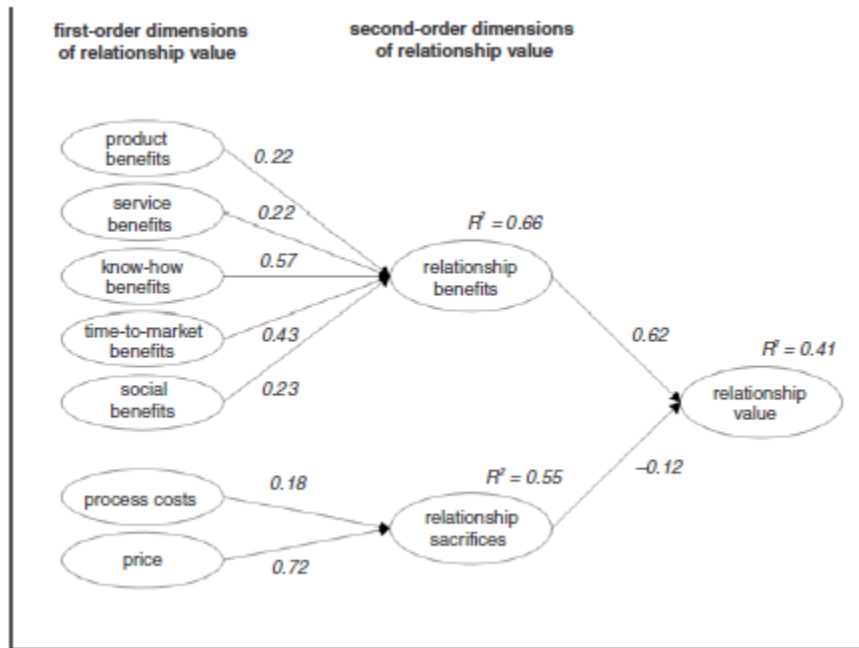 first-order dimensions
of relationship value
second-order dimensions
of relationship value
product
benefits
0.22
service
benefits
0.22
R² = 0.66
know-how
benefits
0.57
relationship
benefits
time-to-market
benefits
0.43
0.62
R² = 0.41
social
benefits
0.23
relationship
value
process costs
0.18
R² = 0.55
–0.12
relationship
sacrifices
price
0.72